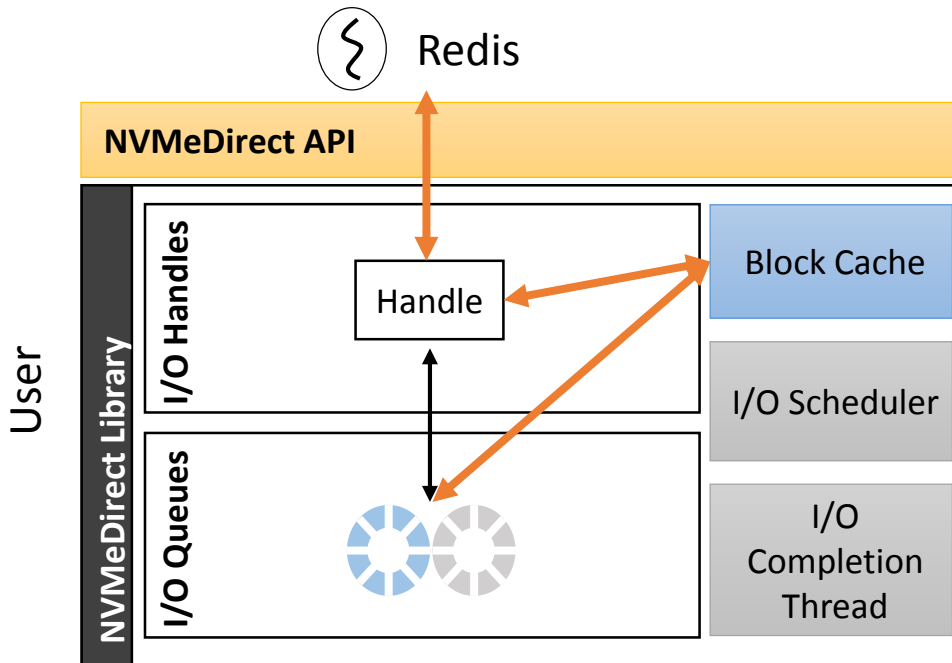 Redis
NVMeDirect API
User
NVMeDirect Library
I/O Handles
Handle
Block Cache
I/O Scheduler
I/O Queues
I/O
Completion
Thread